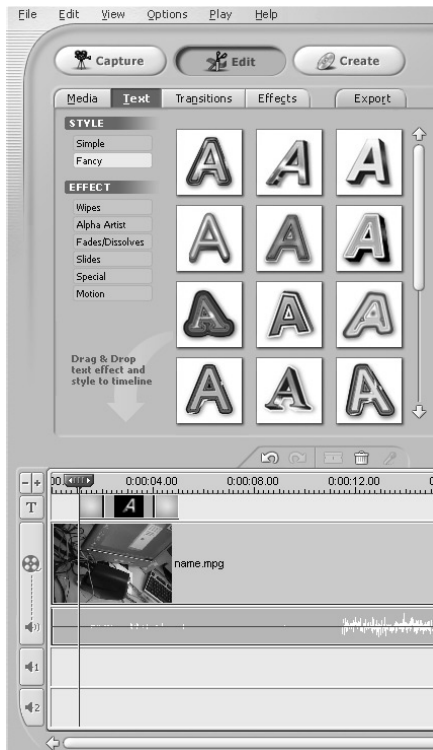 File Edit View Options Play Help
Capture Edit Create
Media Text Transitions Effects Export
STYLE
Simple
Fancy
EFFECT
Wipes
Alpha Artist
Fades/Dissolves
Slides
Special
Motion
A A A
A A A
A A A
A A A
Drag & Drop
text effect and
style to timeline
0:00:04.00 0:00:08.00 0:00:12.00
T A
name.mpg
1
2